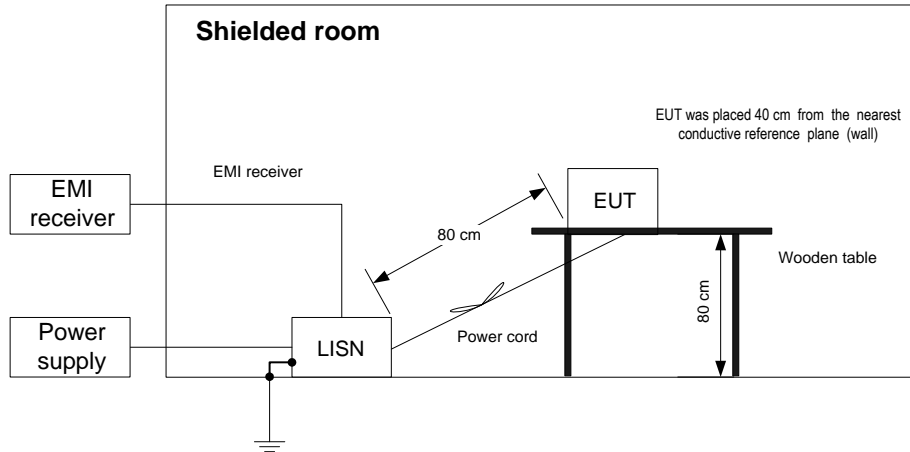 Shielded room
EUT was placed 40 cm from the nearest
conductive reference plane (wall)
EMI receiver
EMI
receiver
EUT
80 cm
Wooden table
80 cm
Power cord
Power
supply
LISN